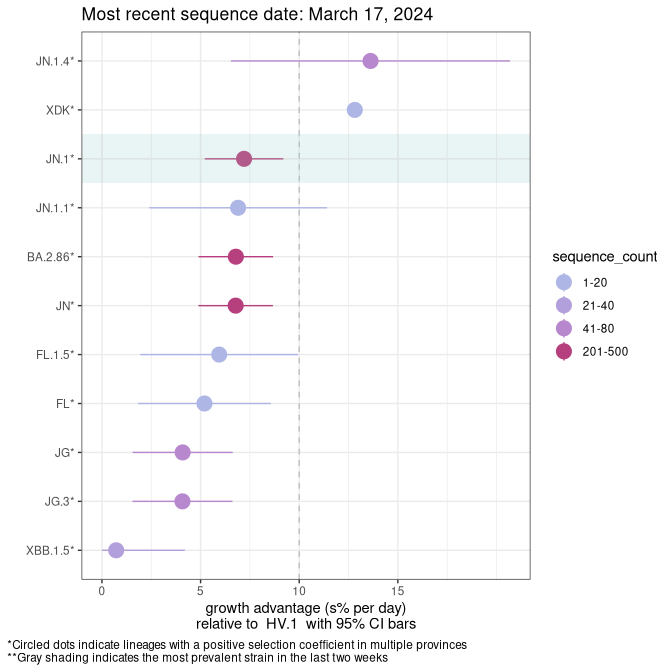 Most recent sequence date: March 17, 2024
JN.1.4*
XDK*
JN.1*
JN.1.1*
BA.2.86*
JN*
FL.1.5*
FL*
JG*
JG.3*
XBB.1.5*
0 5 10 15
growth advantage (s% per day)
relative to HV.1 with 95% CI bars
sequence_count
1-20
21-40
41-80
201-500
*Circled dots indicate lineages with a positive selection coefficient in multiple provinces
**Gray shading indicates the most prevalent strain in the last two weeks